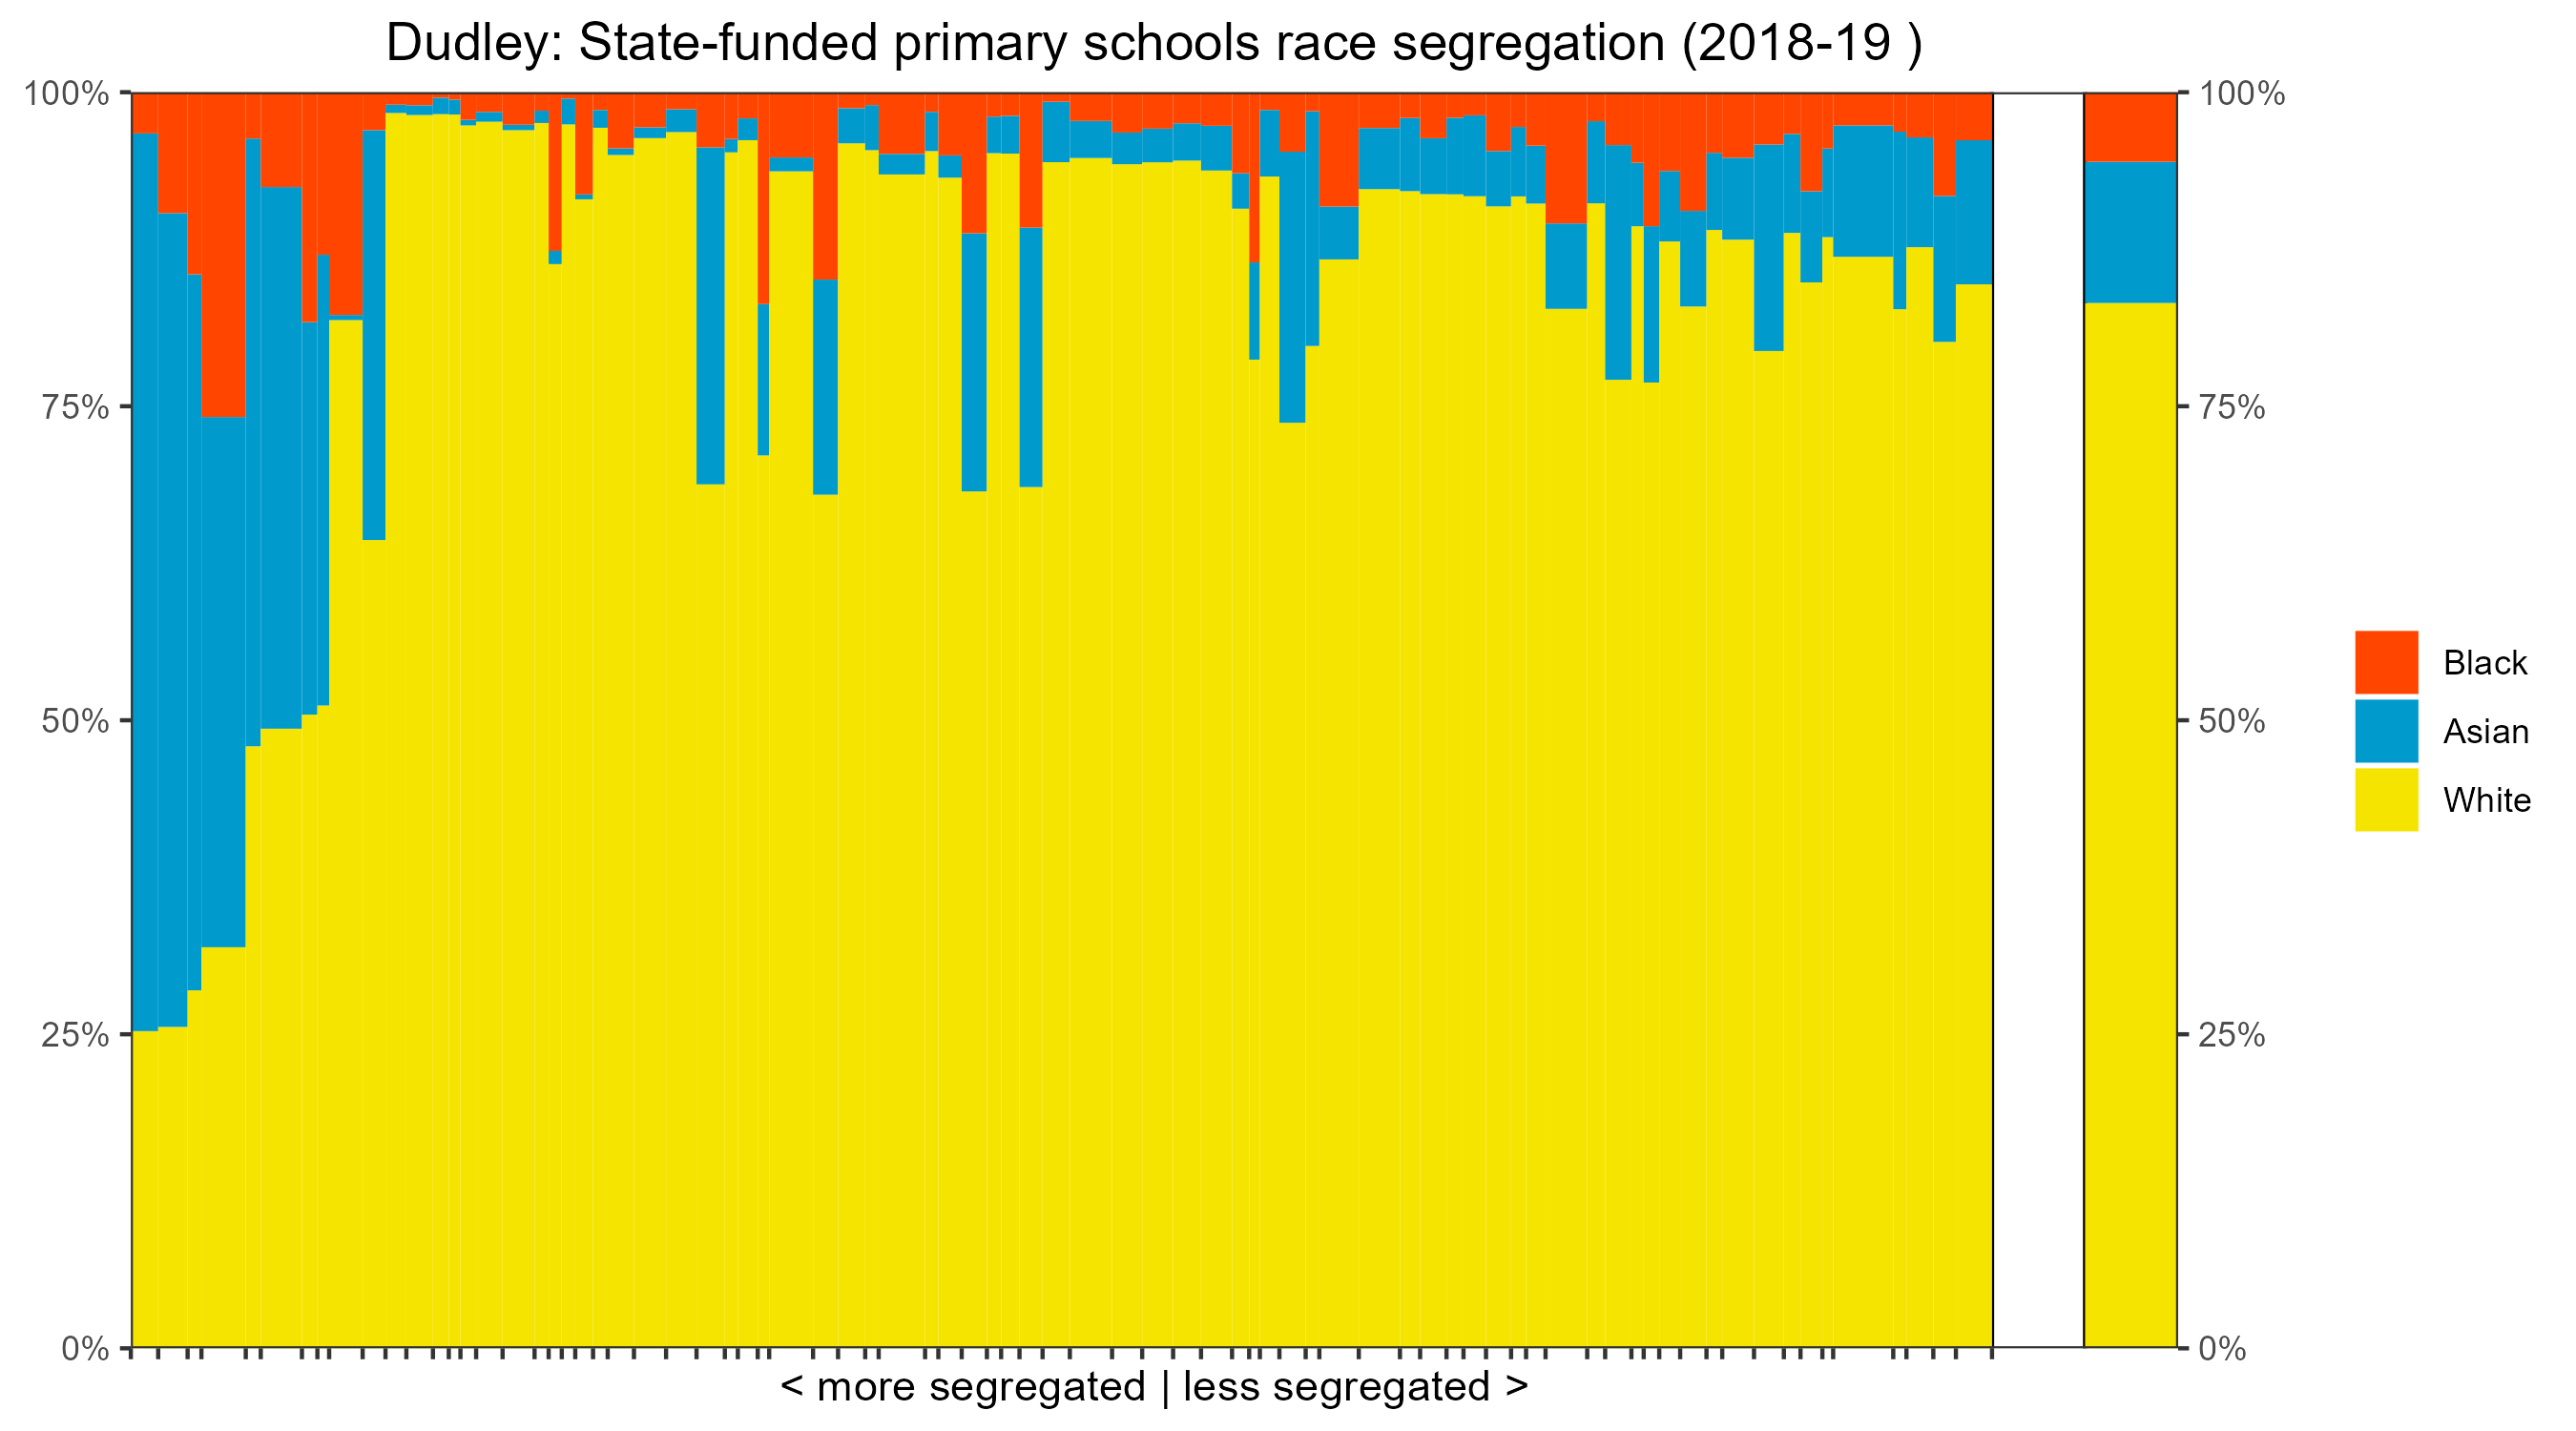 Dudley: State-funded primary schools race segregation (2018-19 )
100%
75%
50%
25%
0%
100%
75%
50%
25%
0%
Black
Asian
White
< more segregated | less segregated >